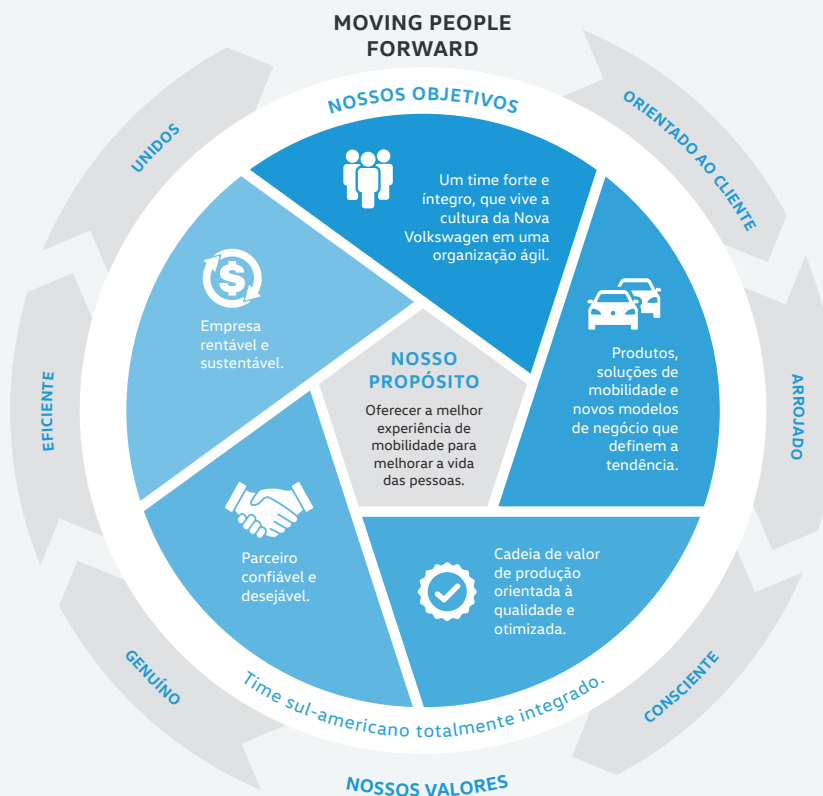 MOVING PEOPLE
FORWARD
NOSSOS OBJETIVOS
Um time forte e
íntegro, que vive a
cultura da Nova
Volkswagen em uma
organização ágil.
Produtos,
soluções de
mobilidade e
novos modelos
de negócio que
definem a
tendência.
Cadeia de valor
de produção
orientada à
qualidade e
otimizada.
Parceiro
confiável e
desejável.
Empresa
rentável e
sustentável.
NOSSO
PROPÓSITO
Oferecer a melhor
experiência de
mobilidade para
melhorar a vida
das pessoas.
Time sul-americano totalmente integrado.
UNIDOS
ORIENTADO AO CLIENTE
ARROJADO
CONSCIENTE
GENUÍNO
EFICIENTE
NOSSOS VALORES